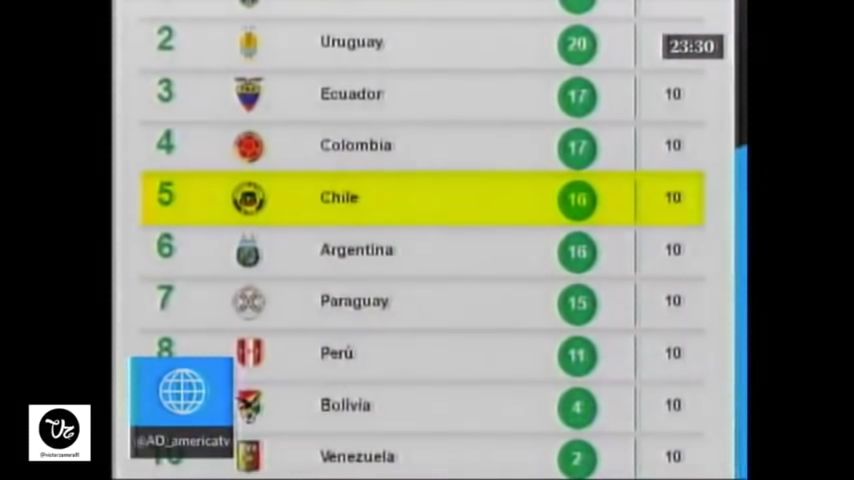 2 Uruguay 20 23:30
3 Ecuador 17 10
4 Colombia 17 10
5 Chile 16 10
6 Argentina 16 10
7 Paraguay 15 10
8 Perú 11 10
Bolivia 4 10
@AD_americatv
10 Venezuela 2 10